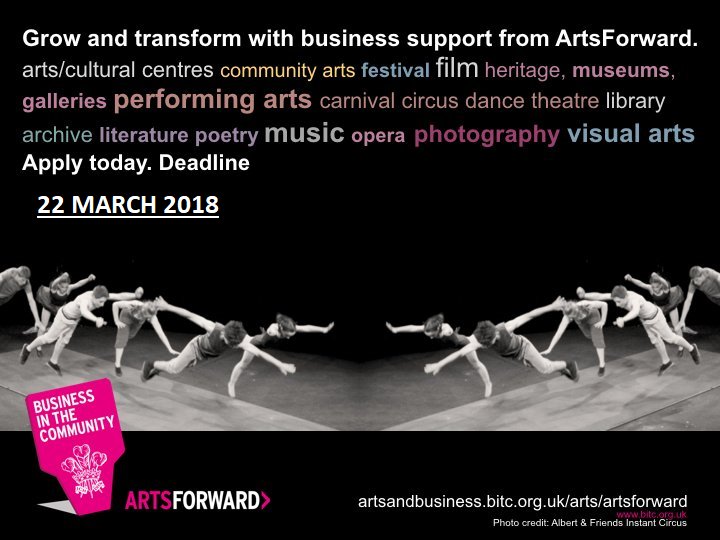 Grow and transform with business support from ArtsForward.
arts/cultural centres community arts festival film heritage, museums,
galleries performing arts carnival circus dance theatre library
archive literature poetry music opera photography visual arts
Apply today. Deadline
22 MARCH 2018
BUSINESS
IN THE
COMMUNITY
ARTSFORWARD>
artsandbusiness.bitc.org.uk/arts/artsforward
www.bitc.org.uk
Photo credit: Albert & Friends Instant Circus